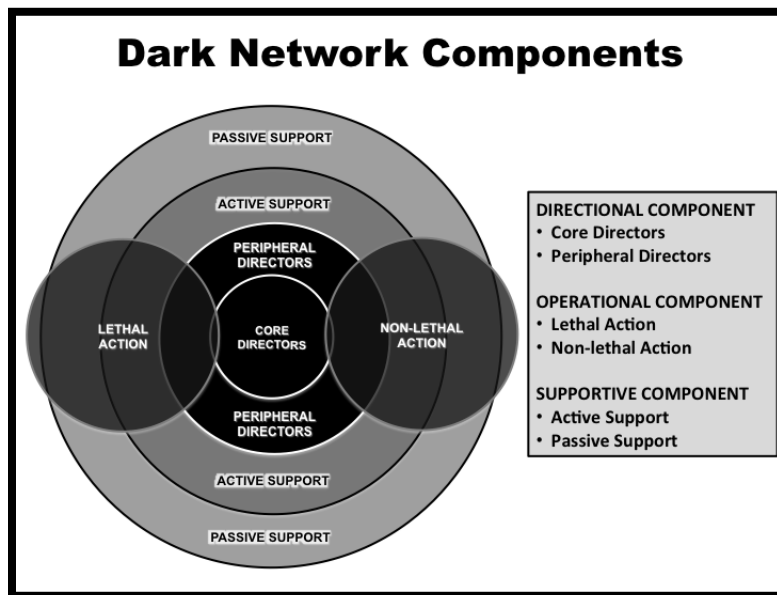 Dark Network Components
PASSIVE SUPPORT
ACTIVE SUPPORT
PERIPHERAL
DIRECTORS
LETHAL
ACTION
CORE
DIRECTORS
NON-LETHAL
ACTION
PERIPHERAL
DIRECTORS
ACTIVE SUPPORT
PASSIVE SUPPORT
DIRECTIONAL COMPONENT
• Core Directors
• Peripheral Directors
OPERATIONAL COMPONENT
• Lethal Action
• Non-lethal Action
SUPPORTIVE COMPONENT
• Active Support
• Passive Support